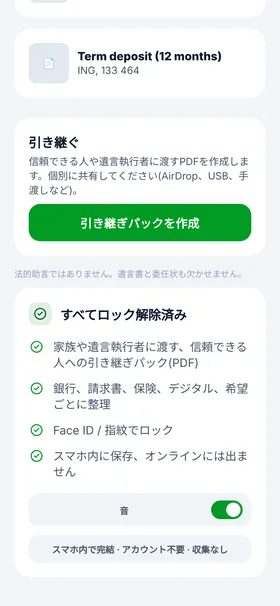 Term deposit (12 months)
ING, 133 464
引き継ぐ
信頼できる人や遺言執行者に渡すPDFを作成しま
す。個別に共有してください(AirDrop、USB、手
渡しなど)。
引き継ぎパックを作成
法的助言ではありません。遺言書と委任状も欠かせません。
すべてロック解除済み
家族や遺言執行者に渡す、信頼できる
人への引き継ぎパック(PDF)
銀行、請求書、保険、デジタル、希望
ごとに整理
Face ID / 指紋でロック
スマホ内に保存、オンラインには出ま
せん
音
スマホ内で完結・アカウント不要・収集なし